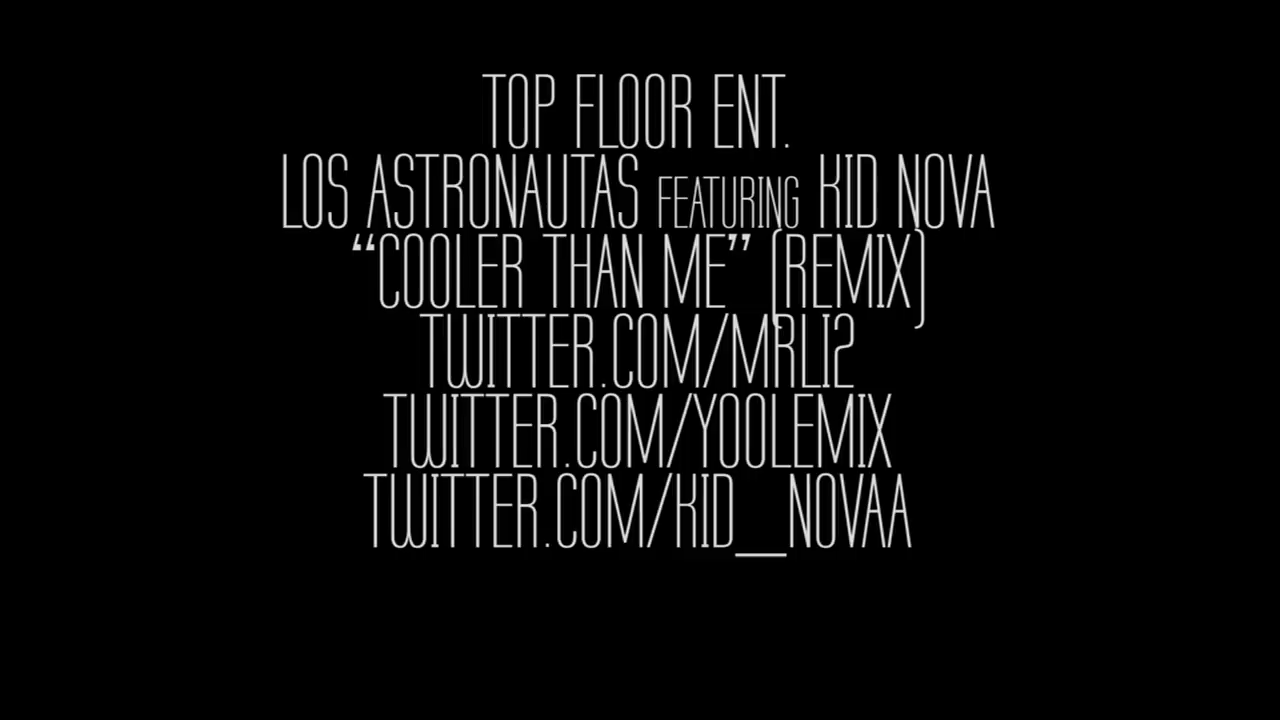 TOP FLOOR ENT.
LOS ASTRONAUTAS FEATURING KID NOVA
“COOLER THAN ME” (REMIX)
TWITTER.COM/MRLI2
TWITTER.COM/YOOLEMIX
TWITTER.COM/KID_NOVAA